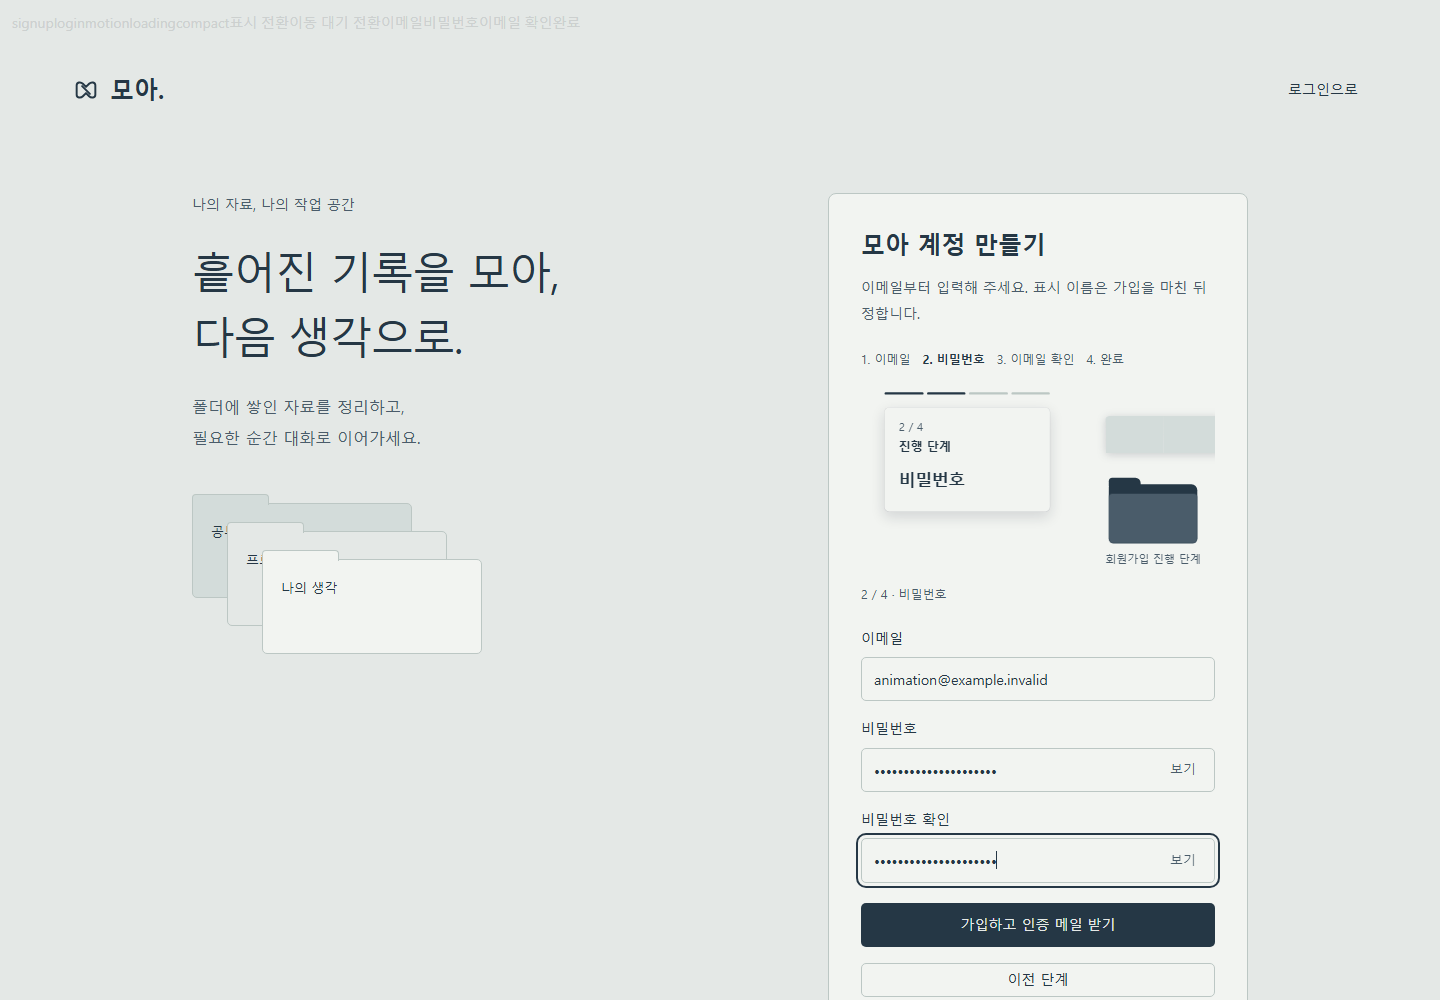 signuploginmotionloadingcompact표시 전환이동 대기 전환이메일비밀번호이메일 확인완료
모아.
로그인으로
나의 자료, 나의 작업 공간
흩어진 기록을 모아,
다음 생각으로.
폴더에 쌓인 자료를 정리하고,
필요한 순간 대화로 이어가세요.
나의 생각
모아 계정 만들기
이메일부터 입력해 주세요. 표시 이름은 가입을 마친 뒤
정합니다.
1. 이메일 2. 비밀번호 3. 이메일 확인 4. 완료
2 / 4
진행 단계
비밀번호
회원가입 진행 단계
2 / 4 · 비밀번호
이메일
animation@example.invalid
비밀번호
보기
비밀번호 확인
보기
가입하고 인증 메일 받기
이전 단계